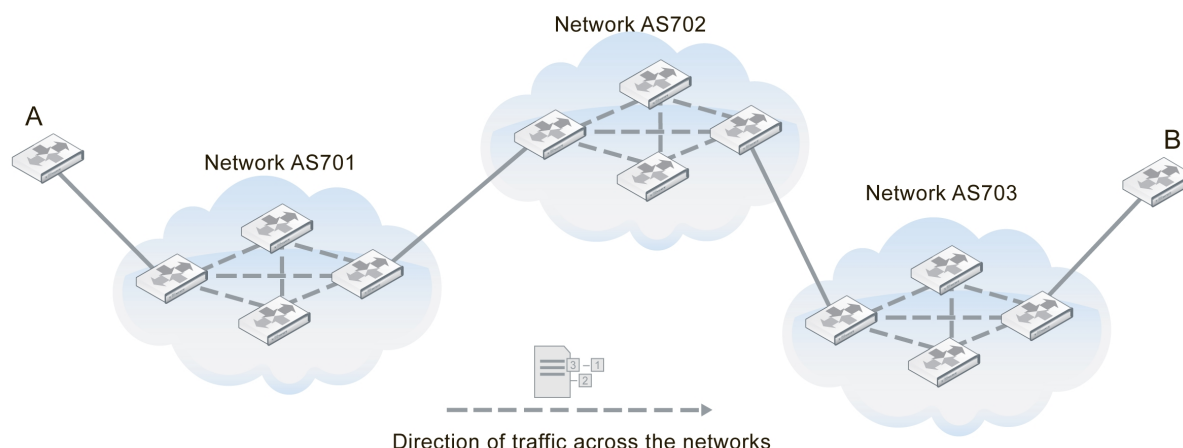 Network AS702
A
Network AS701
B
Network AS703
3
1
2
Direction of traffic across the networks